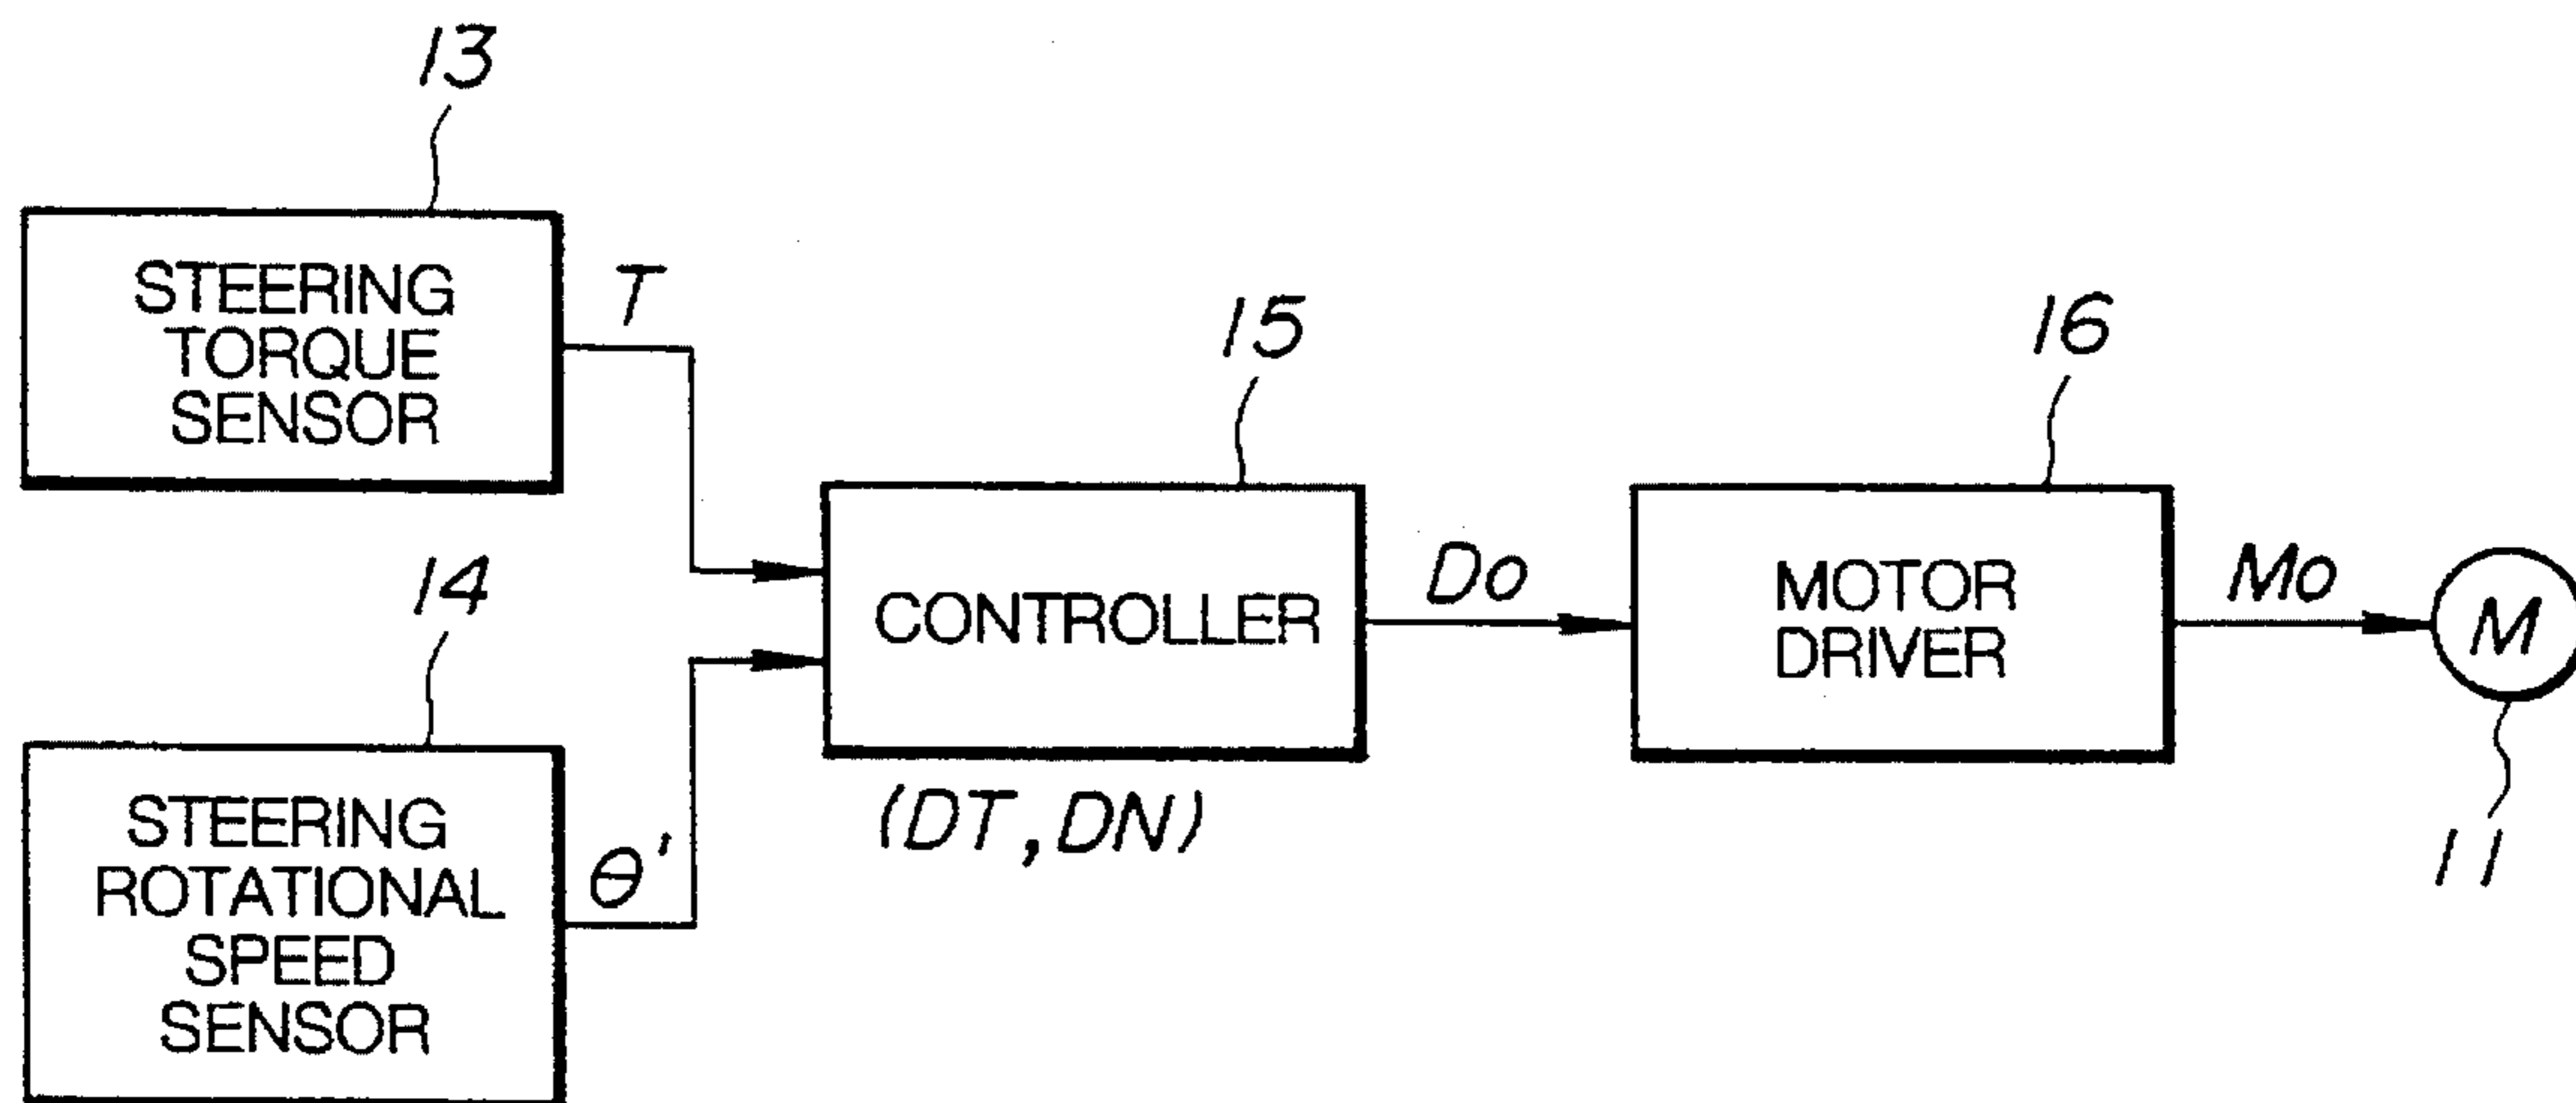 13
STEERING
TORQUE
SENSOR
T
14
STEERING
ROTATIONAL
SPEED
SENSOR
θ'
15
CONTROLLER
(DT, DN)
Do
16
MOTOR
DRIVER
Mo
M
11